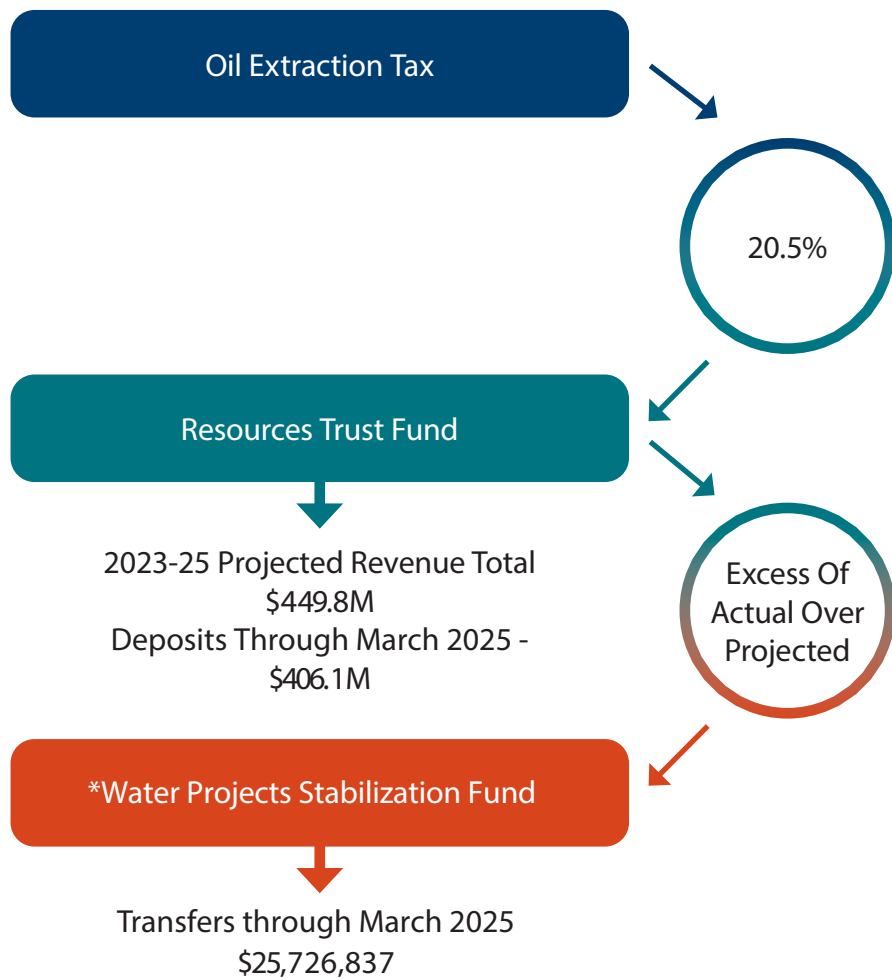 Oil Extraction Tax
20.5%
Resources Trust Fund
2023-25 Projected Revenue Total
$449.8M
Deposits Through March 2025 -
$406.1M
Excess Of
Actual Over
Projected
*Water Projects Stabilization Fund
Transfers through March 2025
$25,726,837